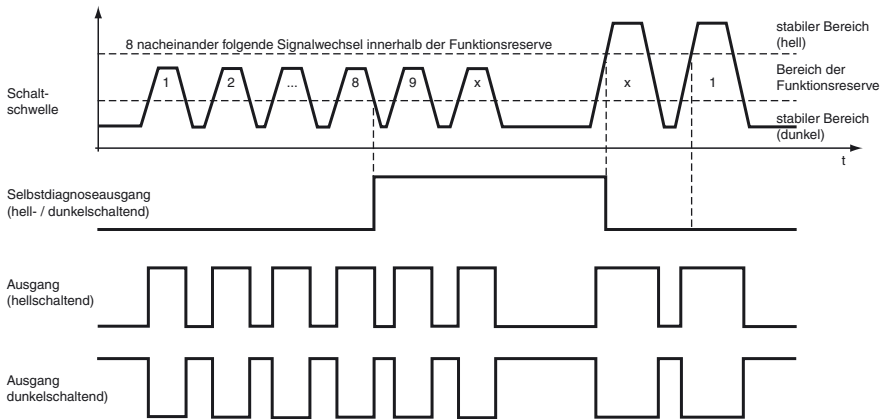 stabiler Bereich
(hell)
8 nacheinander folgende Signalwechsel innerhalb der Funktionsreserve
Bereich der
Funktionsreserve
Schalt-
schwelle
1 2 ... 8 9 x x 1
stabiler Bereich
(dunkel)
t
Selbstdiagnoseausgang
(hell- / dunkelschaltend)
Ausgang
(hellschaltend)
Ausgang
dunkelschaltend)